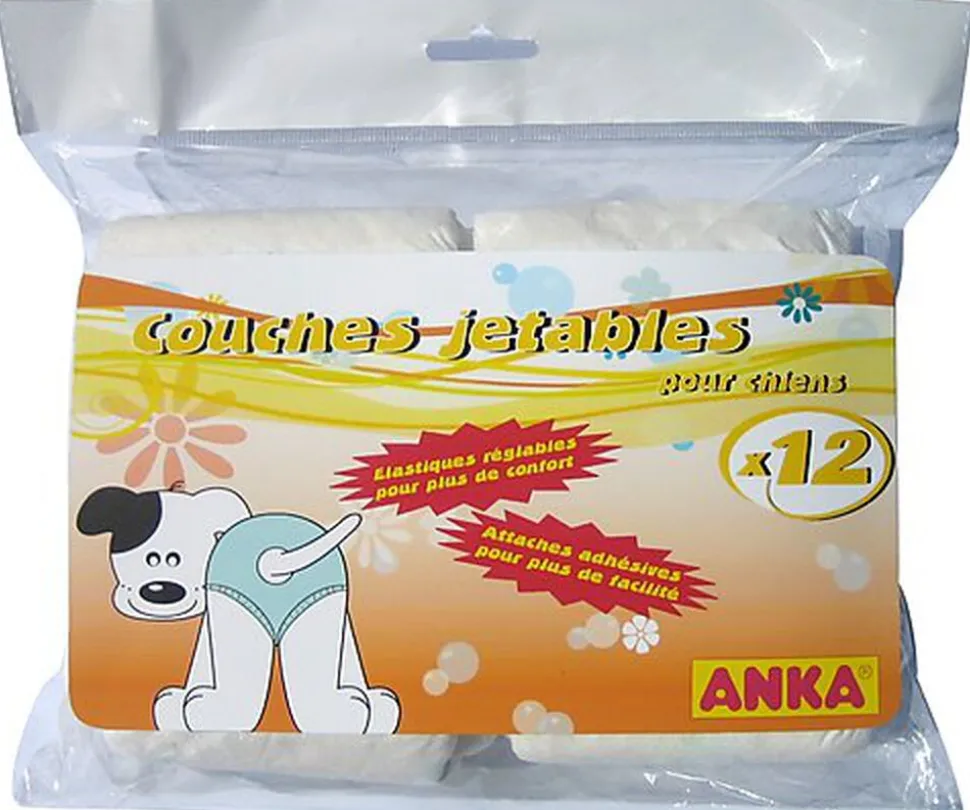 couches jetables
pour chiens
x12
Elastiques réglables
pour plus de confort
Attaches adhésives
pour plus de facilité
ANKA®